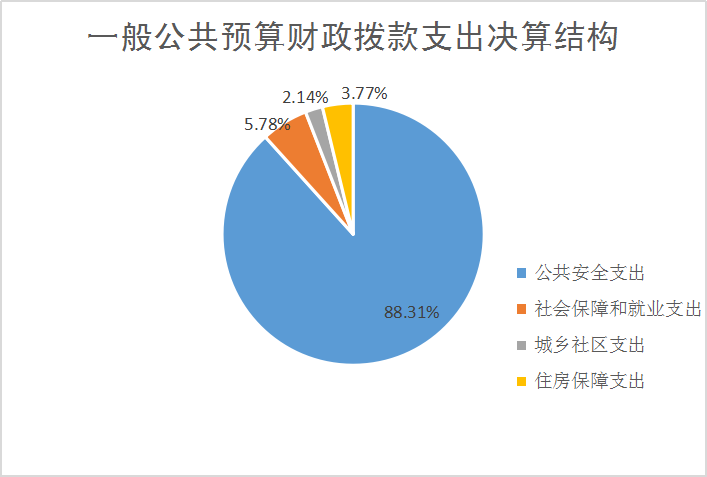 一般公共预算财政拨款支出决算结构
2.14%
3.77%
5.78%
88.31%
公共安全支出
社会保障和就业支出
城乡社区支出
住房保障支出